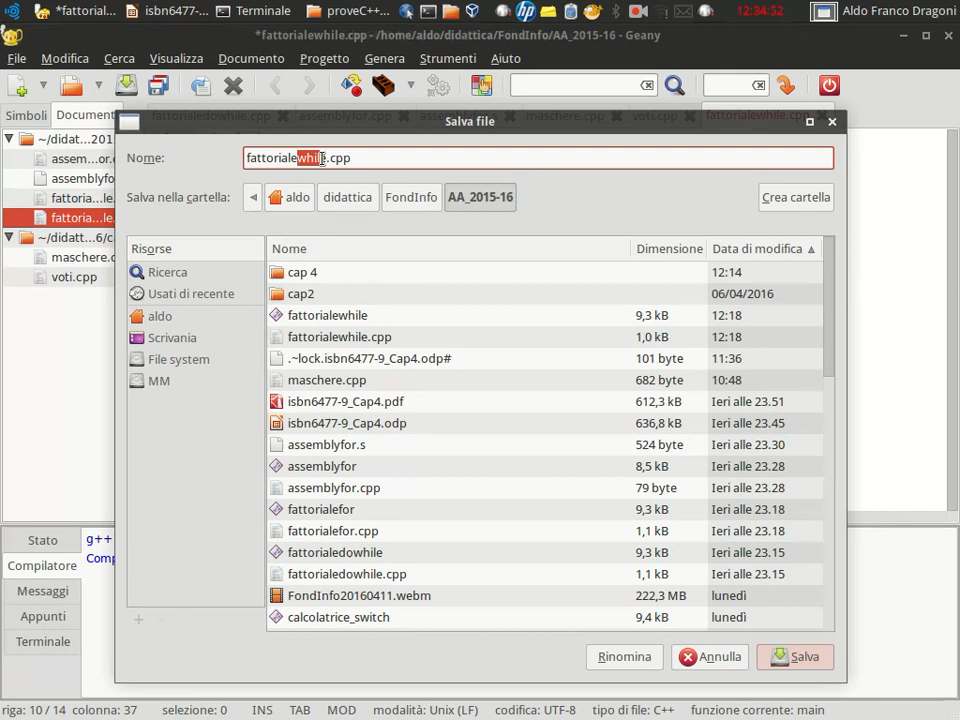 *fattorial...
isbn6477-...
Terminale
proveC++...
12:34:52
Aldo Franco Dragoni
*fattorialewhile.cpp - /home/aldo/didattica/FondInfo/AA_2015-16 - Geany
File Modifica Cerca Visualizza Documento Progetto Genera Strumenti Aiuto
Simboli
Document
fattorialedowhile.cpp
assemblyfor.s
assemblyfor.cpp
maschere.cpp
voti.cpp
fattorialewhile.cpp
Salva file
~/didat...201
assem...or.c
assemblyfo
fattoria...le.
fattoria...le.
~/didatt...6/c
maschere.c
voti.cpp
Nome: fattorialewhile.cpp
Salva nella cartella: aldo didattica FondInfo AA_2015-16 Crea cartella
Risorse
Ricerca
Usati di recente
aldo
Scrivania
File system
MM
Nome Dimensione Data di modifica
cap 4 12:14
cap2 06/04/2016
fattorialewhile 9,3 kB 12:18
fattorialewhile.cpp 1,0 kB 12:18
.~lock.isbn6477-9_Cap4.odp# 101 byte 11:36
maschere.cpp 682 byte 10:48
isbn6477-9_Cap4.pdf 612,3 kB Ieri alle 23.51
isbn6477-9_Cap4.odp 636,8 kB Ieri alle 23.45
assemblyfor.s 524 byte Ieri alle 23.30
assemblyfor 8,5 kB Ieri alle 23.28
assemblyfor.cpp 79 byte Ieri alle 23.28
fattorialefor 9,3 kB Ieri alle 23.18
fattorialefor.cpp 1,1 kB Ieri alle 23.18
fattorialedowhile 9,3 kB Ieri alle 23.15
fattorialedowhile.cpp 1,1 kB Ieri alle 23.15
FondInfo20160411.webm 222,3 MB lunedì
calcolatrice_switch 9,4 kB lunedì
Rinomina Annulla Salva
Stato
Compilatore
Messaggi
Appunti
Terminale
g++
Comp
riga: 10 / 14 colonna: 37 selezione: 0 INS TAB MOD modalità: Unix (LF) codifica: UTF-8 tipo di file: C++ funzione corrente: main